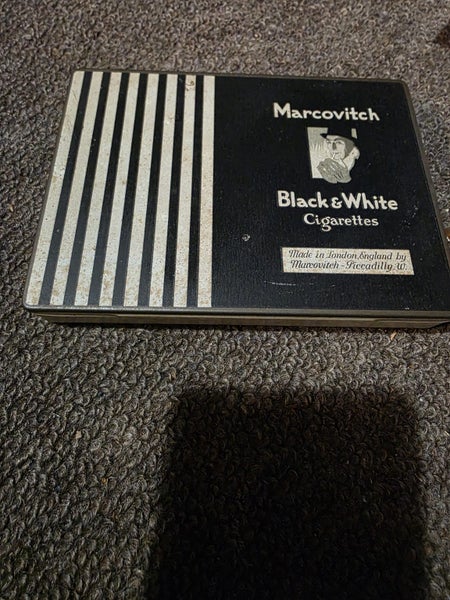 Marcovitch
Black & White
Cigarettes
Made in London, England by
Marcovitch - Piccadilly, W.